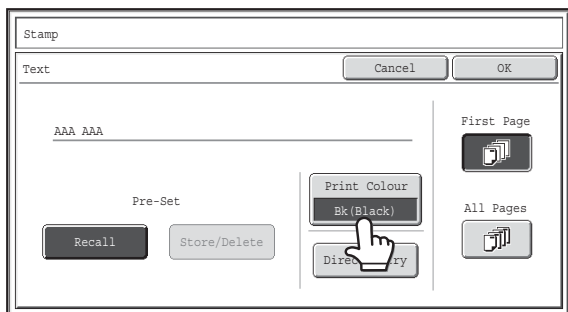 Stamp
Text
Cancel
OK
AAA AAA
First Page
Pre-Set
Print Colour
Bk(Black)
All Pages
Recall
Store/Delete